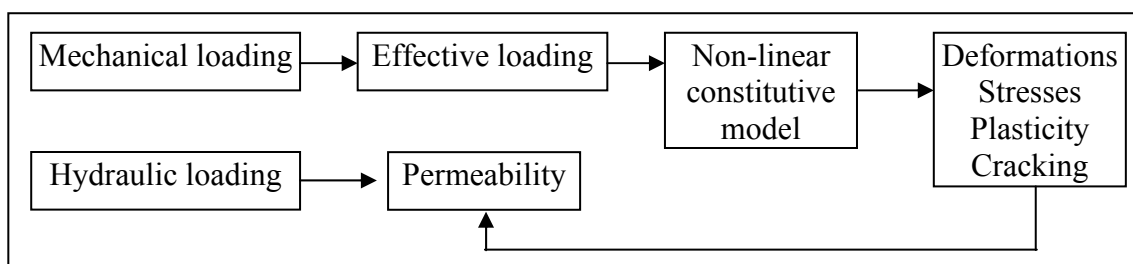 Mechanical loading
Effective loading
Non-linear
constitutive
model
Deformations
Stresses
Plasticity
Cracking
Hydraulic loading
Permeability